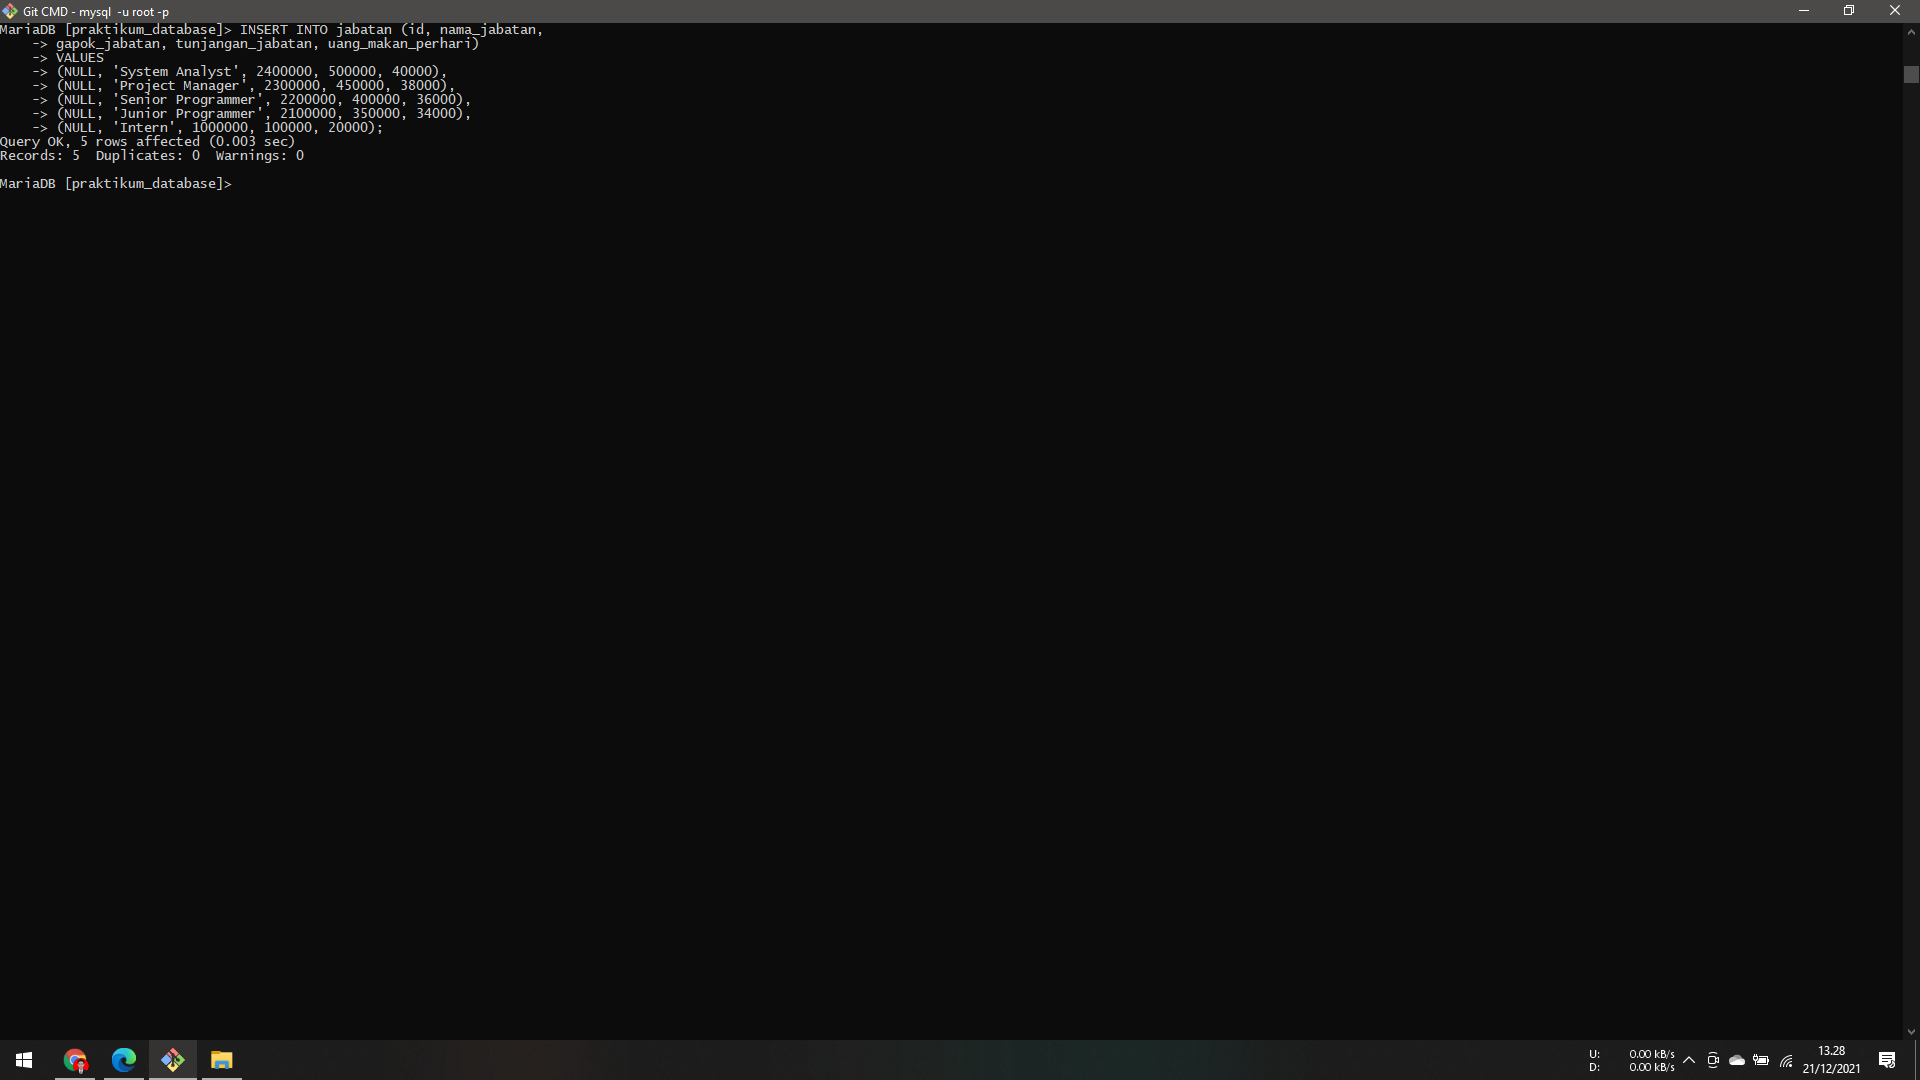 Git CMD - mysql  -u root -p
MariaDB [praktikum_database]> INSERT INTO jabatan (id, nama_jabatan,
    -> gapok_jabatan, tunjangan_jabatan, uang_makan_perhari)
    -> VALUES
    -> (NULL, 'System Analyst', 2400000, 500000, 40000),
    -> (NULL, 'Project Manager', 2300000, 450000, 38000),
    -> (NULL, 'Senior Programmer', 2200000, 400000, 36000),
    -> (NULL, 'Junior Programmer', 2100000, 350000, 34000),
    -> (NULL, 'Intern', 1000000, 100000, 20000);
Query OK, 5 rows affected (0.003 sec)
Records: 5  Duplicates: 0  Warnings: 0
MariaDB [praktikum_database]>
U: 0.00 kB/s
D: 0.00 kB/s
13.28
21/12/2021